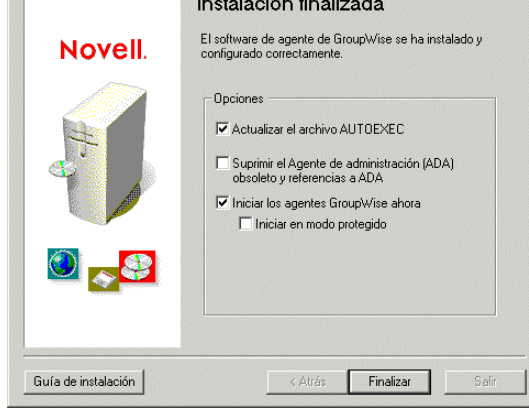 Instalación finalizada
Novell.
El software de agente de GroupWise se ha instalado y
configurado correctamente.
Opciones
Actualizar el archivo AUTOEXEC
Suprimir el Agente de administración (ADA)
obsoleto y referencias a ADA
Iniciar los agentes GroupWise ahora
Iniciar en modo protegido
Guía de instalación
< Atrás
Finalizar
Salir